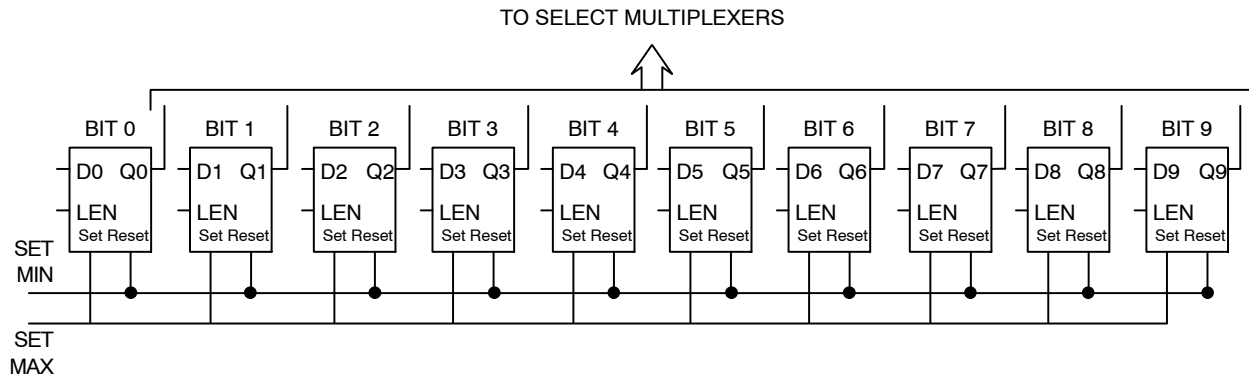 TO SELECT MULTIPLEXERS
BIT 0 BIT 1 BIT 2 BIT 3 BIT 4 BIT 5 BIT 6 BIT 7 BIT 8 BIT 9
D0 Q0 D1 Q1 D2 Q2 D3 Q3 D4 Q4 D5 Q5 D6 Q6 D7 Q7 D8 Q8 D9 Q9
LEN LEN LEN LEN LEN LEN LEN LEN LEN LEN
Set Reset Set Reset Set Reset Set Reset Set Reset Set Reset Set Reset Set Reset Set Reset Set Reset
SET
MIN
SET
MAX